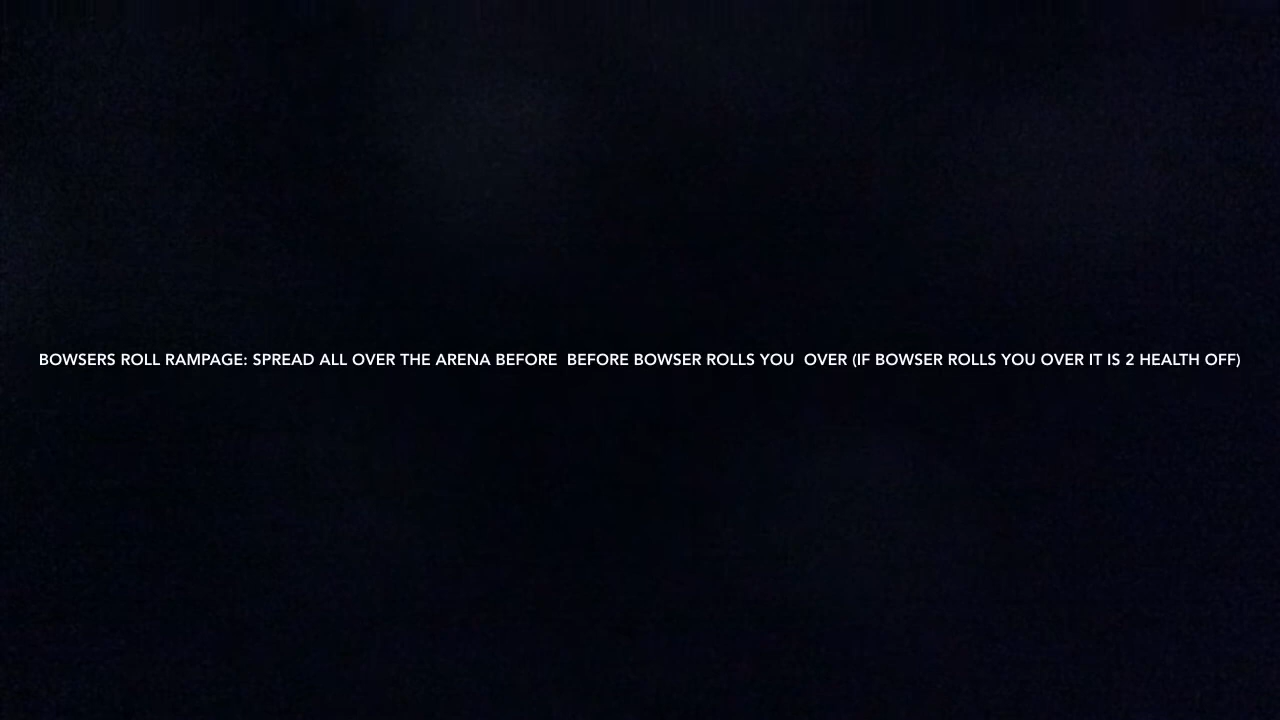 BOWSERS ROLL RAMPAGE: SPREAD ALL OVER THE ARENA BEFORE  BEFORE BOWSER ROLLS YOU  OVER (IF BOWSER ROLLS YOU OVER IT IS 2 HEALTH OFF)